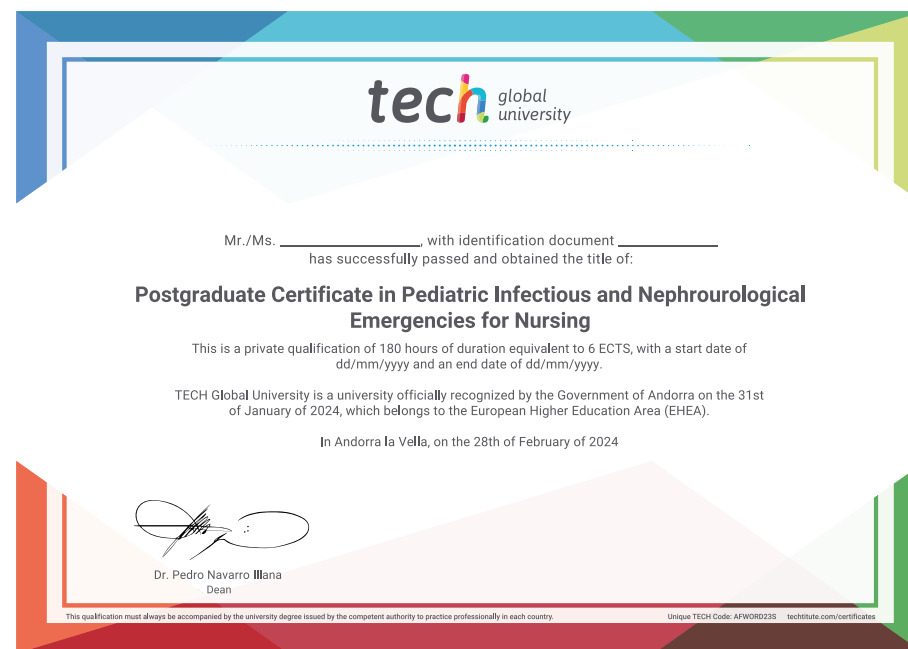 tech global university
Mr./Ms. ____________, with identification document ____________
has successfully passed and obtained the title of:
Postgraduate Certificate in Pediatric Infectious and Nephrourological
Emergencies for Nursing
This is a private qualification of 180 hours of duration equivalent to 6 ECTS, with a start date of
dd/mm/yyyy and an end date of dd/mm/yyyy.
TECH Global University is a university officially recognized by the Government of Andorra on the 31st
of January of 2024, which belongs to the European Higher Education Area (EHEA).
In Andorra la Vella, on the 28th of February of 2024
Dr. Pedro Navarro Illana
Dean
This qualification must always be accompanied by the university degree issued by the competent authority to practice professionally in each country.
Unique TECH Code: AFWORD23S techtitute.com/certificates